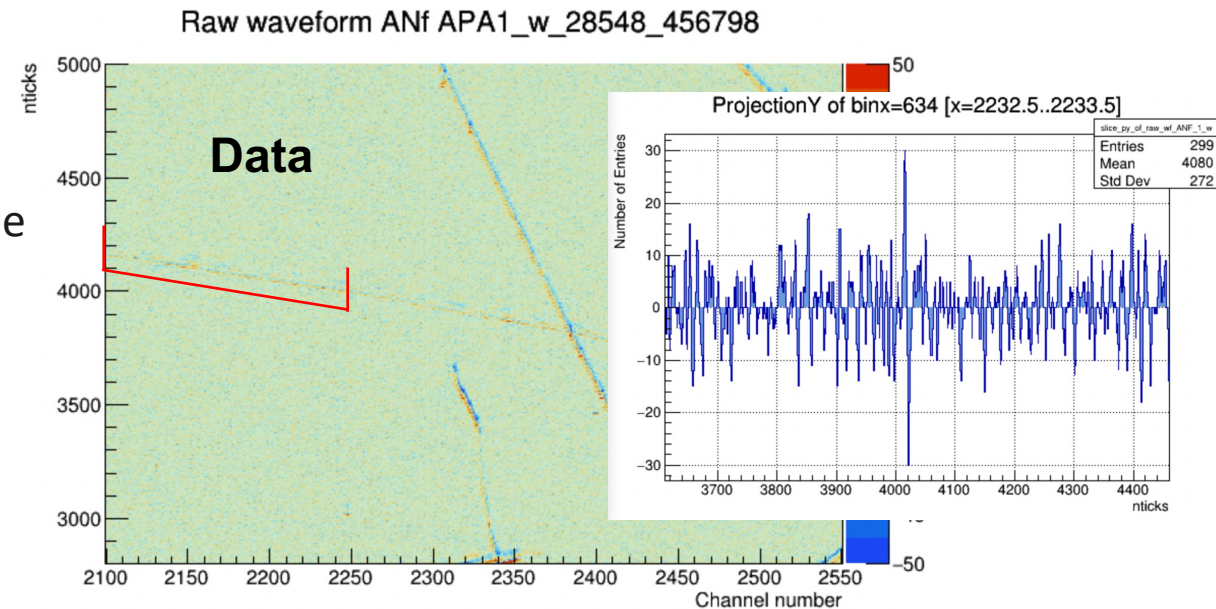 Raw waveform ANf APA1_w_28548_456798
nticks
5000
4500
4000
3500
3000
2100 2150 2200 2250 2300 2350 2400 2450 2500 2550
Channel number
Data
e
50
−50
ProjectionY of binx=634 [x=2232.5..2233.5]
slice_py_of_raw_wf_ANF_1_w
Entries 299
Mean 4080
Std Dev 272
Number of Entries
30
20
10
0
−10
−20
−30
3700 3800 3900 4000 4100 4200 4300 4400
nticks